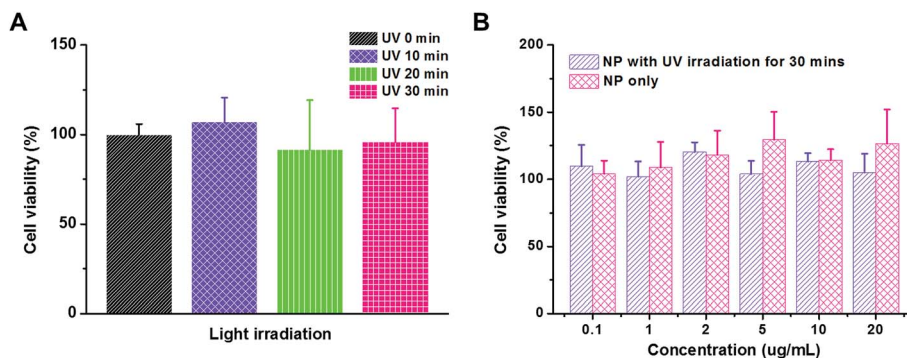 A
150
100
50
0
Cell viability (%)
UV 0 min
UV 10 min
UV 20 min
UV 30 min
Light irradiation
B
200
150
100
50
0
Cell viability (%)
NP with UV irradiation for 30 mins
NP only
0.1 1 2 5 10 20
Concentration (ug/mL)